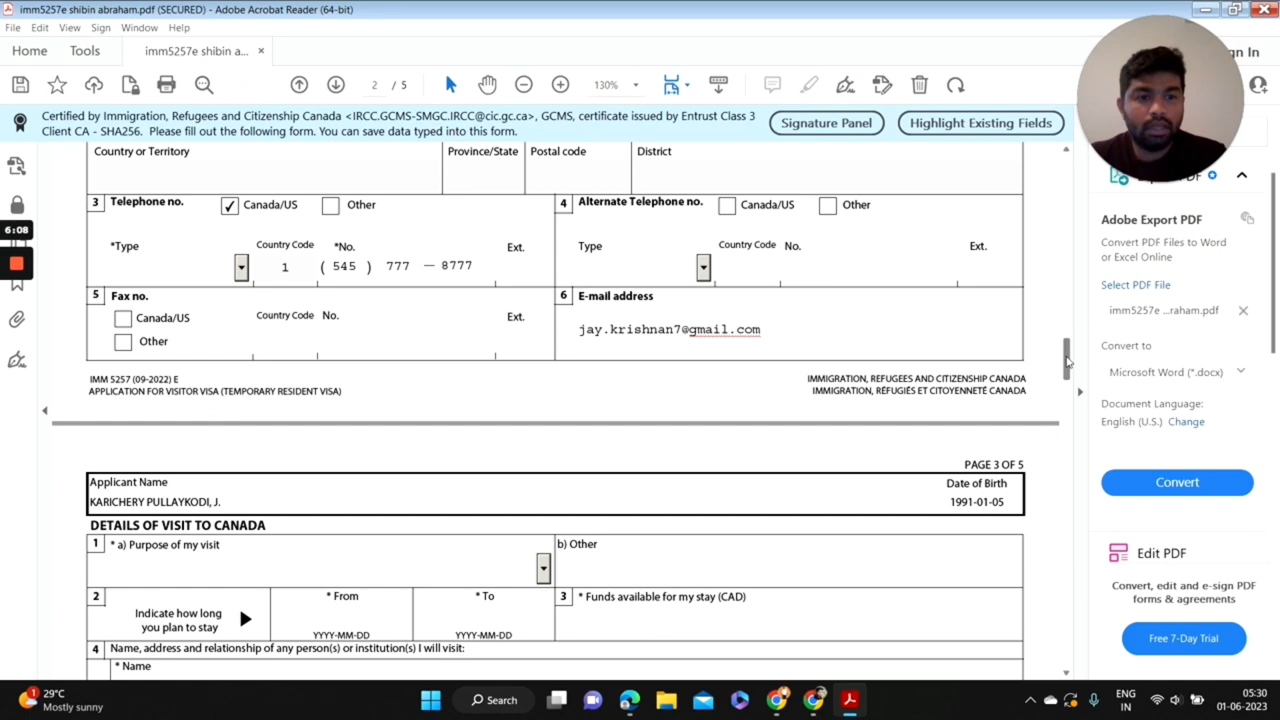 imm5257e shibin abraham.pdf (SECURED) - Adobe Acrobat Reader (64-bit)
File Edit View Sign Window Help
Home Tools imm5257e shibin a... × n In
2 / 5 130%
Certified by Immigration, Refugees and Citizenship Canada <IRCC.GCMS-SMGC.IRCC@cic.gc.ca>, GCMS, certificate issued by Entrust Class 3
Client CA - SHA256. Please fill out the following form. You can save data typed into this form.
Signature Panel Highlight Existing Fields
Country or Territory Province/State Postal code District
3 Telephone no. ✓ Canada/US Other 4 Alternate Telephone no. Canada/US Other
*Type Country Code *No. Ext. Type Country Code No. Ext.
1 ( 545 ) 777 — 8777
5 Fax no. 6 E-mail address
Canada/US Country Code No. Ext.
jay.krishnan7@gmail.com
Other
IMM 5257 (09-2022) E IMMIGRATION, REFUGEES AND CITIZENSHIP CANADA
APPLICATION FOR VISITOR VISA (TEMPORARY RESIDENT VISA) IMMIGRATION, RÉFUGIÉS ET CITOYENNETÉ CANADA
PAGE 3 OF 5
Applicant Name Date of Birth
KARICHERY PULLAYKODI, J. 1991-01-05
DETAILS OF VISIT TO CANADA
1 * a) Purpose of my visit b) Other
2 * From * To 3 * Funds available for my stay (CAD)
Indicate how long
you plan to stay
YYYY-MM-DD YYYY-MM-DD
4 Name, address and relationship of any person(s) or institution(s) I will visit:
* Name
6:08
Adobe Export PDF
Convert PDF Files to Word
or Excel Online
Select PDF File
imm5257e ...raham.pdf ×
Convert to
Microsoft Word (*.docx)
Document Language:
English (U.S.) Change
Convert
Edit PDF
Convert, edit and e-sign PDF
forms & agreements
Free 7-Day Trial
1
29°C
Mostly sunny
Search
ENG
IN
05:30
01-06-2023